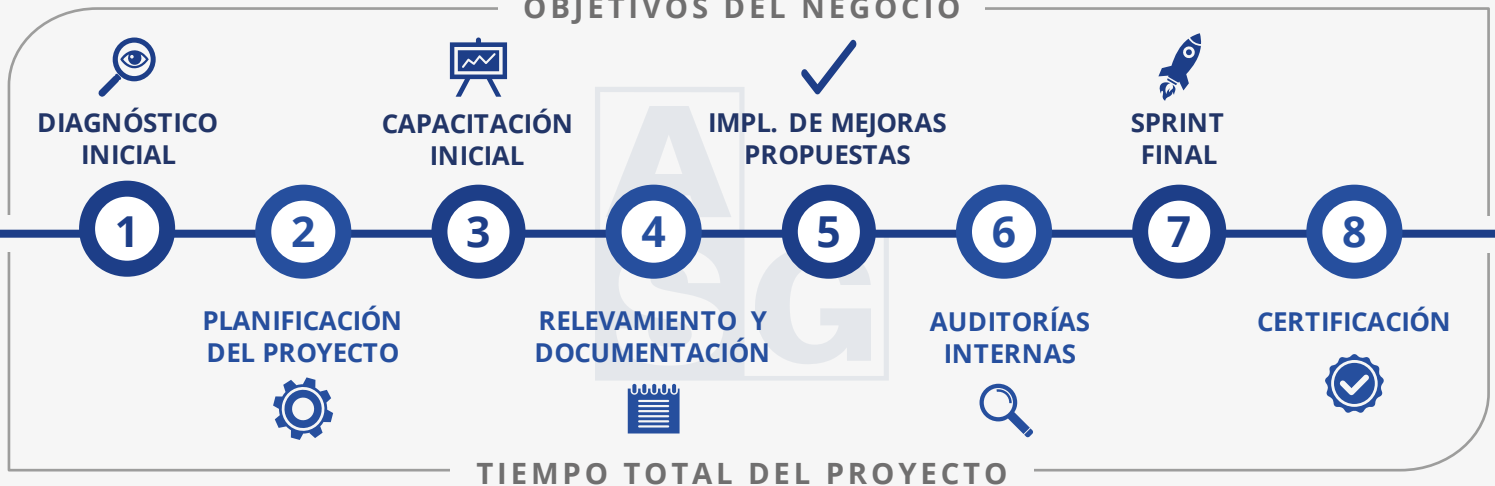 OBJETIVOS DEL NEGOCIO
DIAGNÓSTICO
INICIAL
1
PLANIFICACIÓN
DEL PROYECTO
2
CAPACITACIÓN
INICIAL
3
RELEVAMIENTO Y
DOCUMENTACIÓN
4
IMPL. DE MEJORAS
PROPUESTAS
5
AUDITORÍAS
INTERNAS
6
SPRINT
FINAL
7
CERTIFICACIÓN
8
ASG
TIEMPO TOTAL DEL PROYECTO